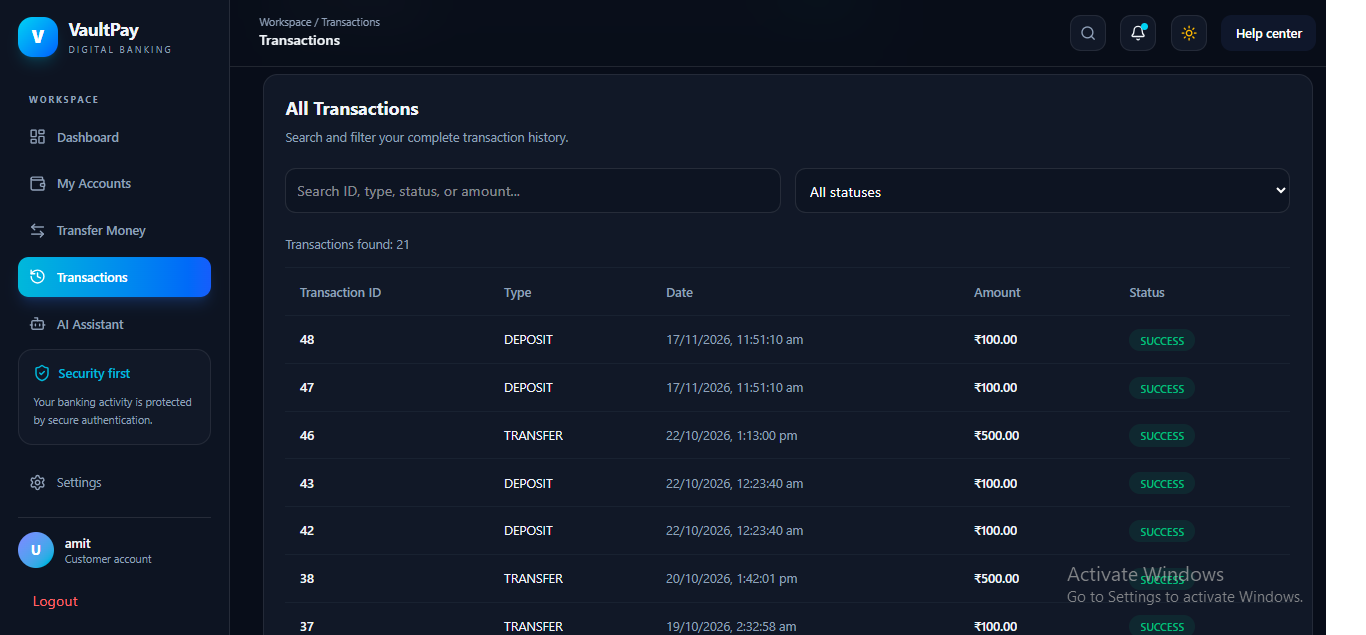 V
VaultPay
DIGITAL BANKING
Workspace / Transactions
Transactions
Help center
WORKSPACE
Dashboard
My Accounts
Transfer Money
Transactions
AI Assistant
Security first
Your banking activity is protected
by secure authentication.
Settings
U
amit
Customer account
Logout
All Transactions
Search and filter your complete transaction history.
Search ID, type, status, or amount...
All statuses
Transactions found: 21
Transaction ID Type Date Amount Status
48 DEPOSIT 17/11/2026, 11:51:10 am ₹100.00 SUCCESS
47 DEPOSIT 17/11/2026, 11:51:10 am ₹100.00 SUCCESS
46 TRANSFER 22/10/2026, 1:13:00 pm ₹500.00 SUCCESS
43 DEPOSIT 22/10/2026, 12:23:40 am ₹100.00 SUCCESS
42 DEPOSIT 22/10/2026, 12:23:40 am ₹100.00 SUCCESS
38 TRANSFER 20/10/2026, 1:42:01 pm ₹500.00 SUCCESS
37 TRANSFER 19/10/2026, 2:32:58 am ₹100.00 SUCCESS
Activate Windows
Go to Settings to activate Windows.